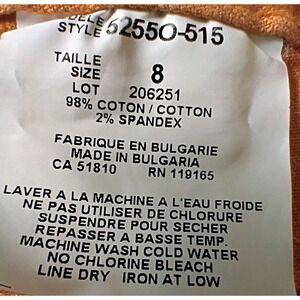 STYLE 52550-515
TAILLE
SIZE 8
LOT 206251
98% COTON / COTTON
2% SPANDEX
FABRIQUE EN BULGARIE
MADE IN BULGARIA
CA 51810 RN 119165
LAVER A LA MACHINE A L'EAU FROIDE
NE PAS UTILISER DE CHLORURE
SUSPENDRE POUR SECHER
REPASSER A BASSE TEMP.
MACHINE WASH COLD WATER
NO CHLORINE BLEACH
LINE DRY IRON AT LOW